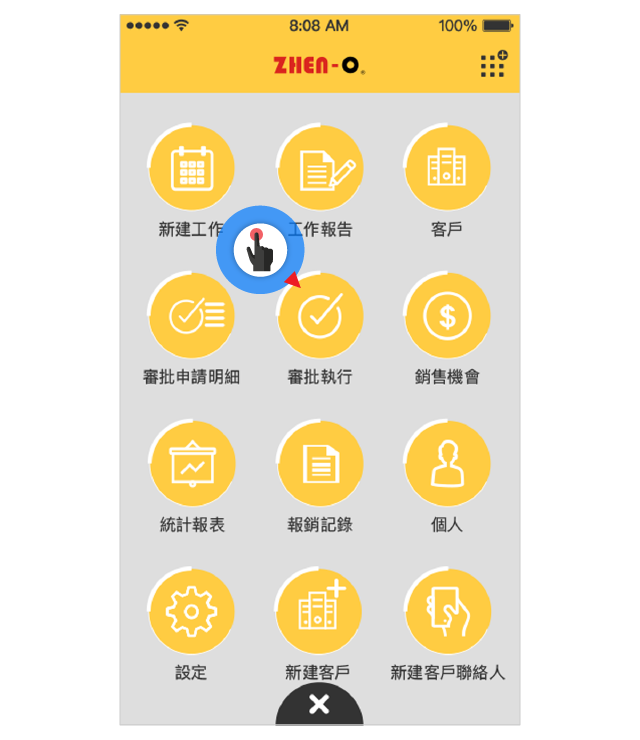 8:08 AM
100%
ZHEN-O
新建工作
工作報告
客戶
審批申請明細
審批執行
銷售機會
統計報表
報銷記錄
個人
設定
新建客戶
新建客戶聯絡人